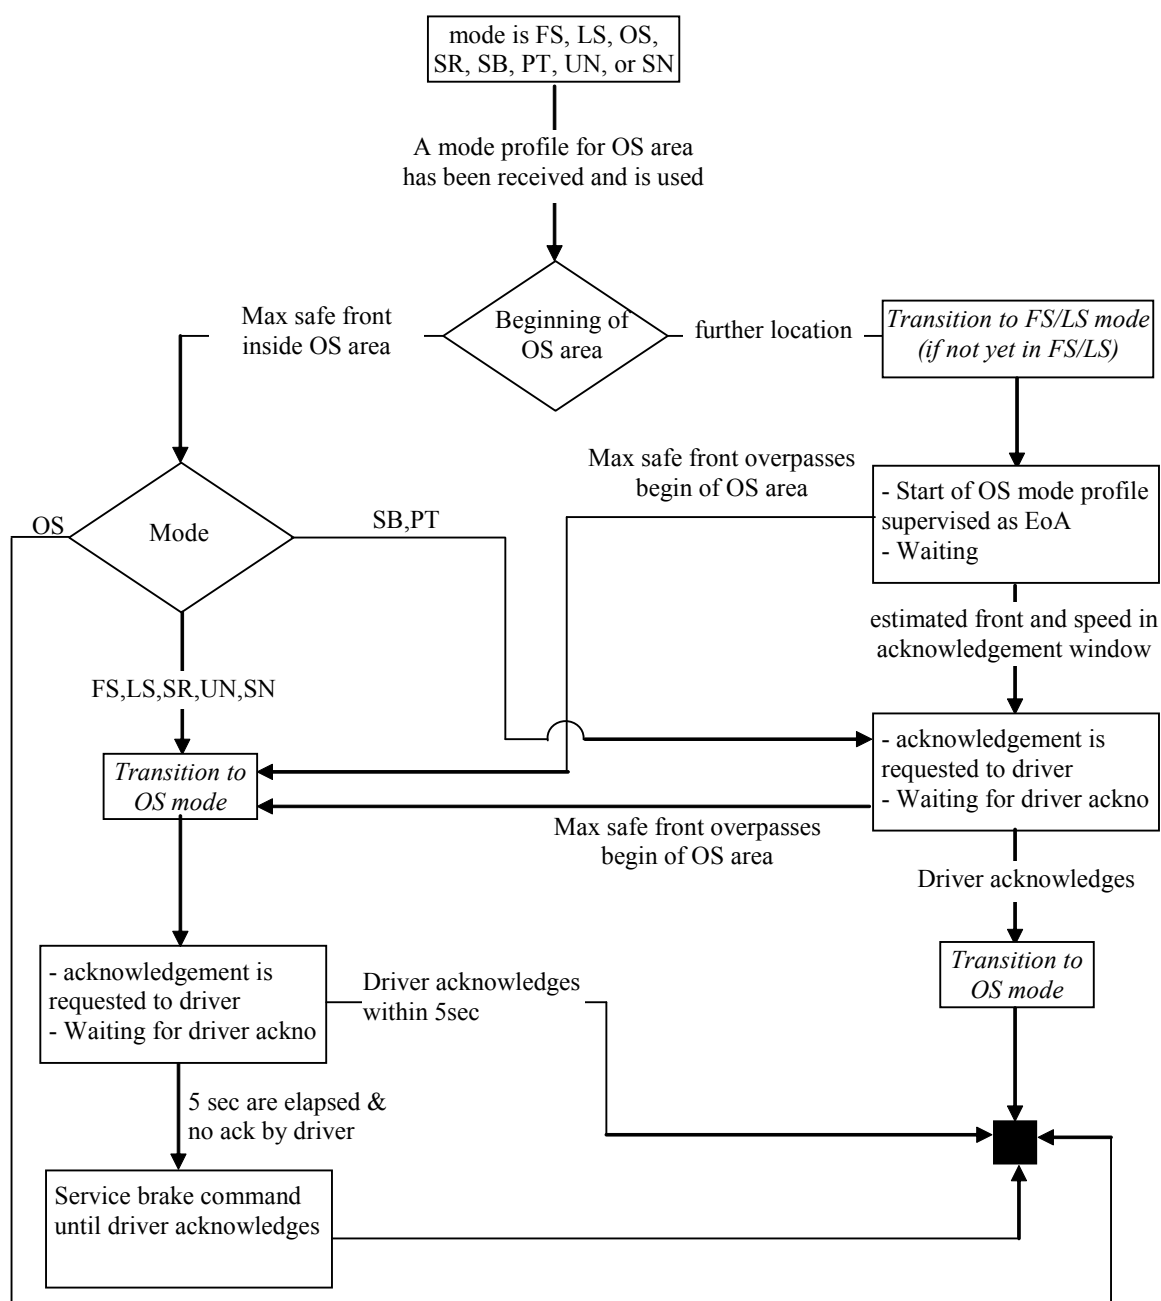 mode is FS, LS, OS,
SR, SB, PT, UN, or SN
A mode profile for OS area
has been received and is used
Max safe front
inside OS area
Beginning of
OS area
further location
Transition to FS/LS mode
(if not yet in FS/LS)
Max safe front overpasses
begin of OS area
- Start of OS mode profile
supervised as EoA
- Waiting
OS
Mode
SB,PT
estimated front and speed in
acknowledgement window
FS,LS,SR,UN,SN
- acknowledgement is
requested to driver
- Waiting for driver ackno
Transition to
OS mode
Max safe front overpasses
begin of OS area
Driver acknowledges
Transition to
OS mode
- acknowledgement is
requested to driver
- Waiting for driver ackno
Driver acknowledges
within 5sec
5 sec are elapsed &
no ack by driver
Service brake command
until driver acknowledges